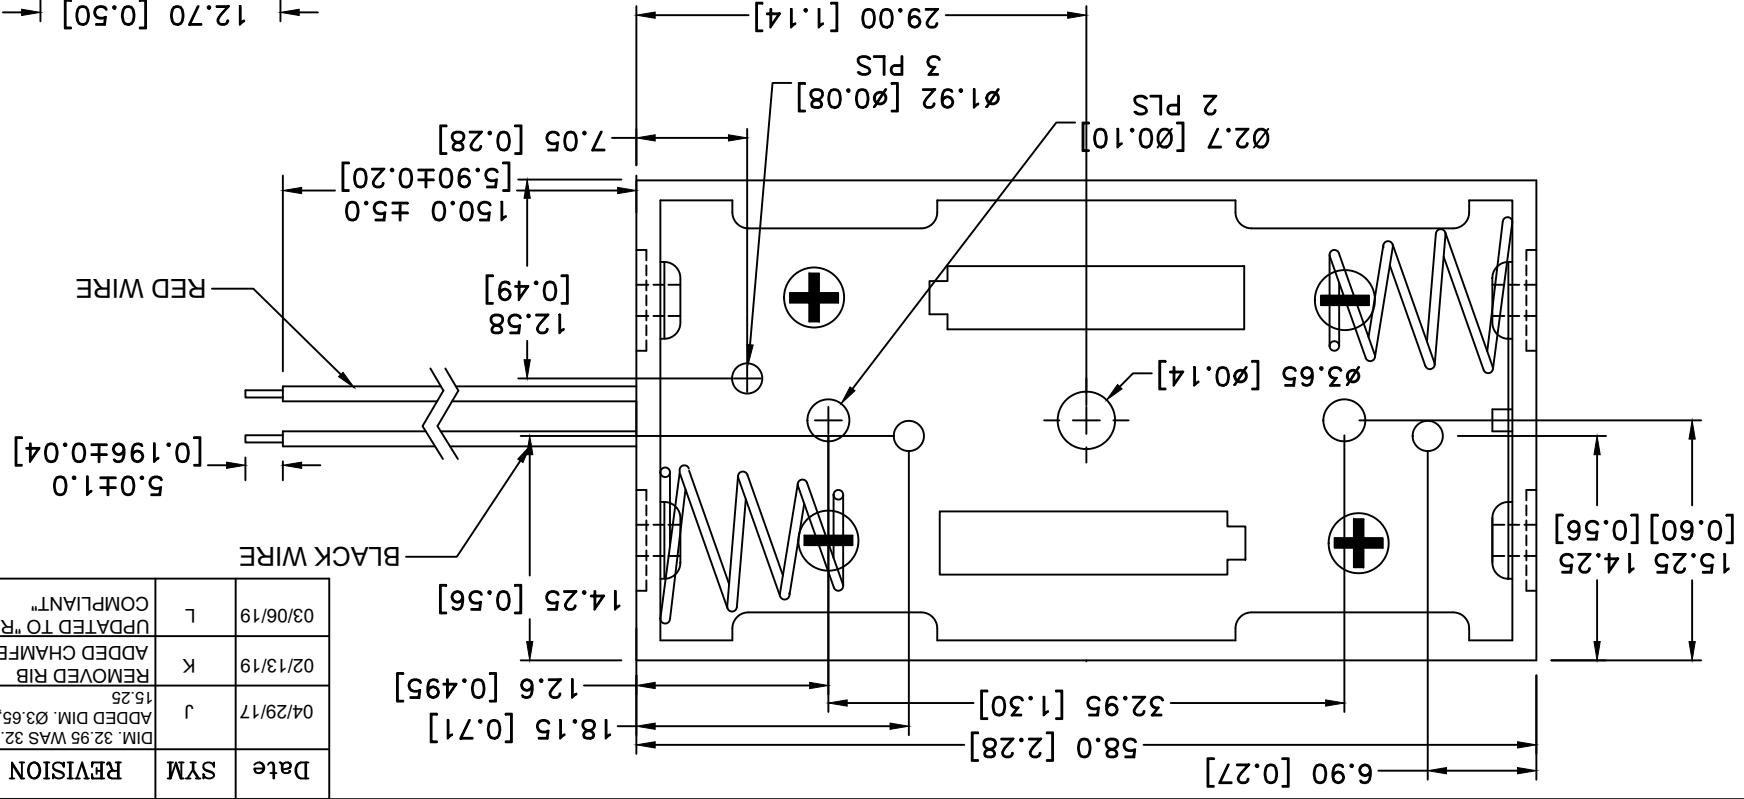 Date SYM REVISION
04/29/17 J DIM. 32.95 WAS 32.
ADDED DIM. Ø3.65,
15.25
02/13/19 K REMOVED RIB
ADDED CHAMFE
03/06/19 L UPDATED TO "R
COMPLIANT"
6.90 [0.27]
58.0 [2.28]
18.15 [0.71]
32.95 [1.30]
12.6 [0.495]
15.25
[0.60]
14.25
[0.56]
14.25 [0.56]
BLACK WIRE
5.0±1.0
[0.196±0.04]
ø3.65 [ø0.14]
12.58
[0.49]
RED WIRE
150.0 ±5.0
[5.90±0.20]
7.05 [0.28]
Ø2.7 [Ø0.10]
2 PLS
ø1.92 [ø0.08]
3 PLS
29.00 [1.14]
12.70 [0.50]